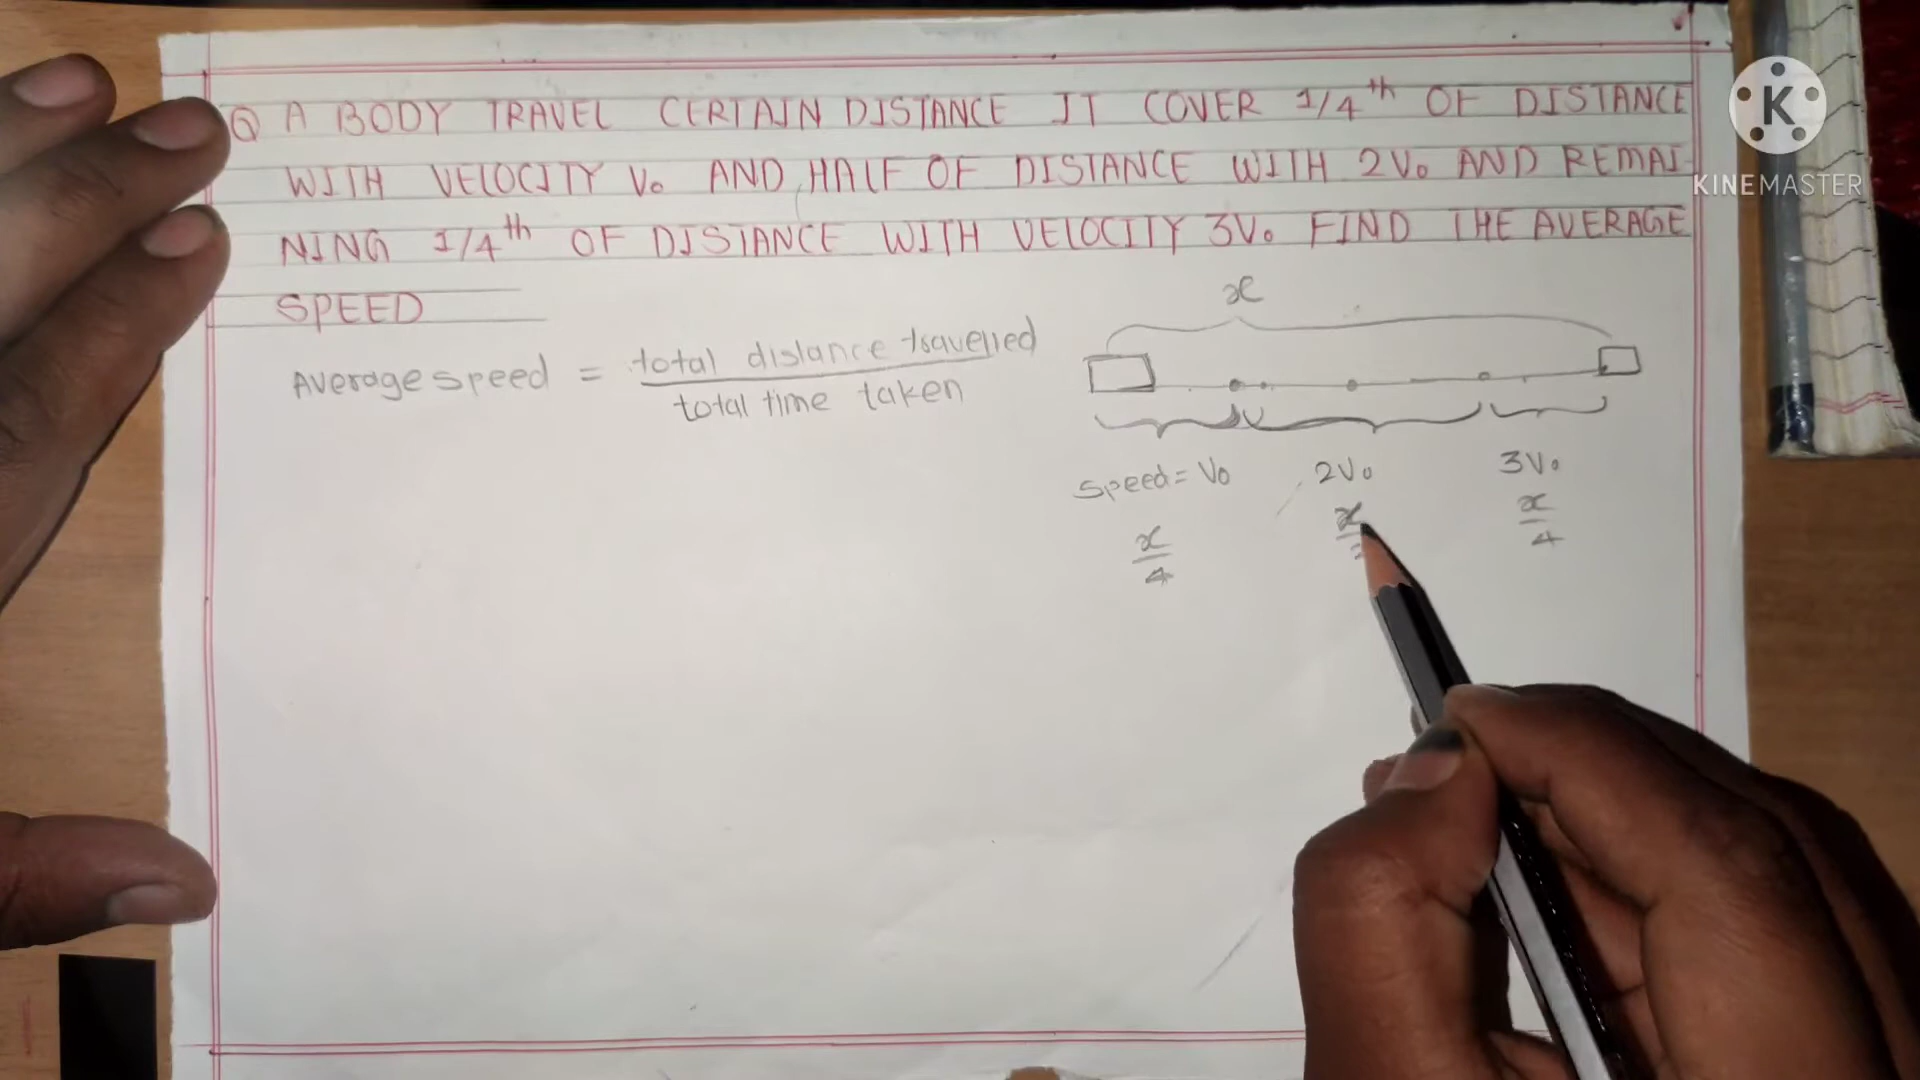 Q A BODY TRAVEL CERTAIN DISTANCE IT COVER 1/4th OF DISTANCE
WITH VELOCITY V₀ AND HALF OF DISTANCE WITH 2V₀ AND REMAI
NING 1/4th OF DISTANCE WITH VELOCITY 3V₀ FIND THE AVERAGE
SPEED
Average speed = total distance travelled
total time taken
x
speed = V₀ 2V₀ 3V₀
x/4 x x/4
K
KINEMASTER